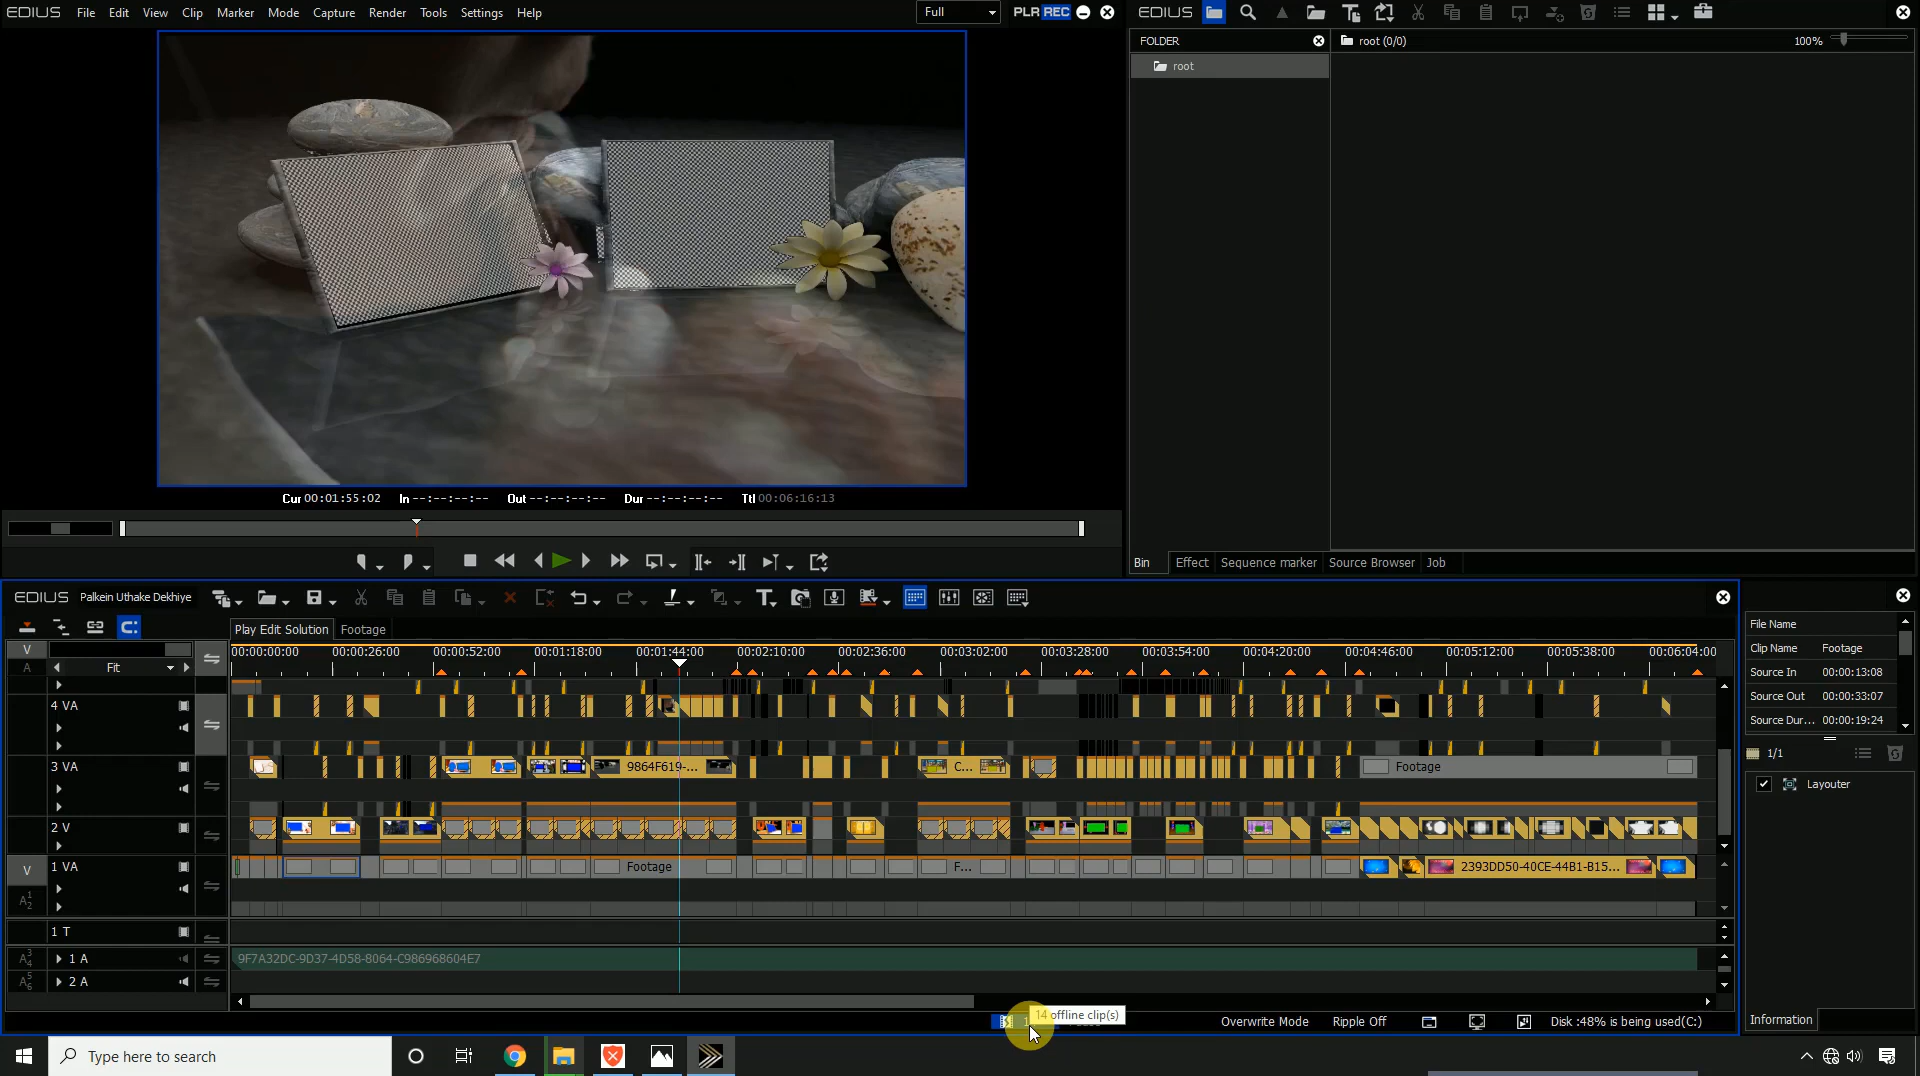 EDIUS File Edit View Clip Marker Mode Capture Render Tools Settings Help
Full
PLR REC
Cur 00:01:55:02 In --:--:--:-- Out --:--:--:-- Dur --:--:--:-- Ttl 00:06:16:13
EDIUS
FOLDER
root
root (0/0)
100%
Bin Effect Sequence marker Source Browser Job
EDIUS Palkein Uthake Dekhiye
Play Edit Solution Footage
V
A
Fit
00:00:00:00 00:00:26:00 00:00:52:00 00:01:18:00 00:01:44:00 00:02:10:00 00:02:36:00 00:03:02:00 00:03:28:00 00:03:54:00 00:04:20:00 00:04:46:00 00:05:12:00 00:05:38:00 00:06:04:00
4 VA
3 VA
9864F619-...
C...
Footage
2 V
V
1 VA
Footage
F...
2393DD50-40CE-44B1-B15...
A 1 2
1 T
A 3 4
1 A
9F7A32DC-9D37-4D58-8064-C986968604E7
A 5 6
2 A
14 offline clip(s)
Overwrite Mode Ripple Off Disk :48% is being used(C:)
File Name
Clip Name Footage
Source In 00:00:13:08
Source Out 00:00:33:07
Source Dur... 00:00:19:24
1/1
Layouter
Information
Type here to search